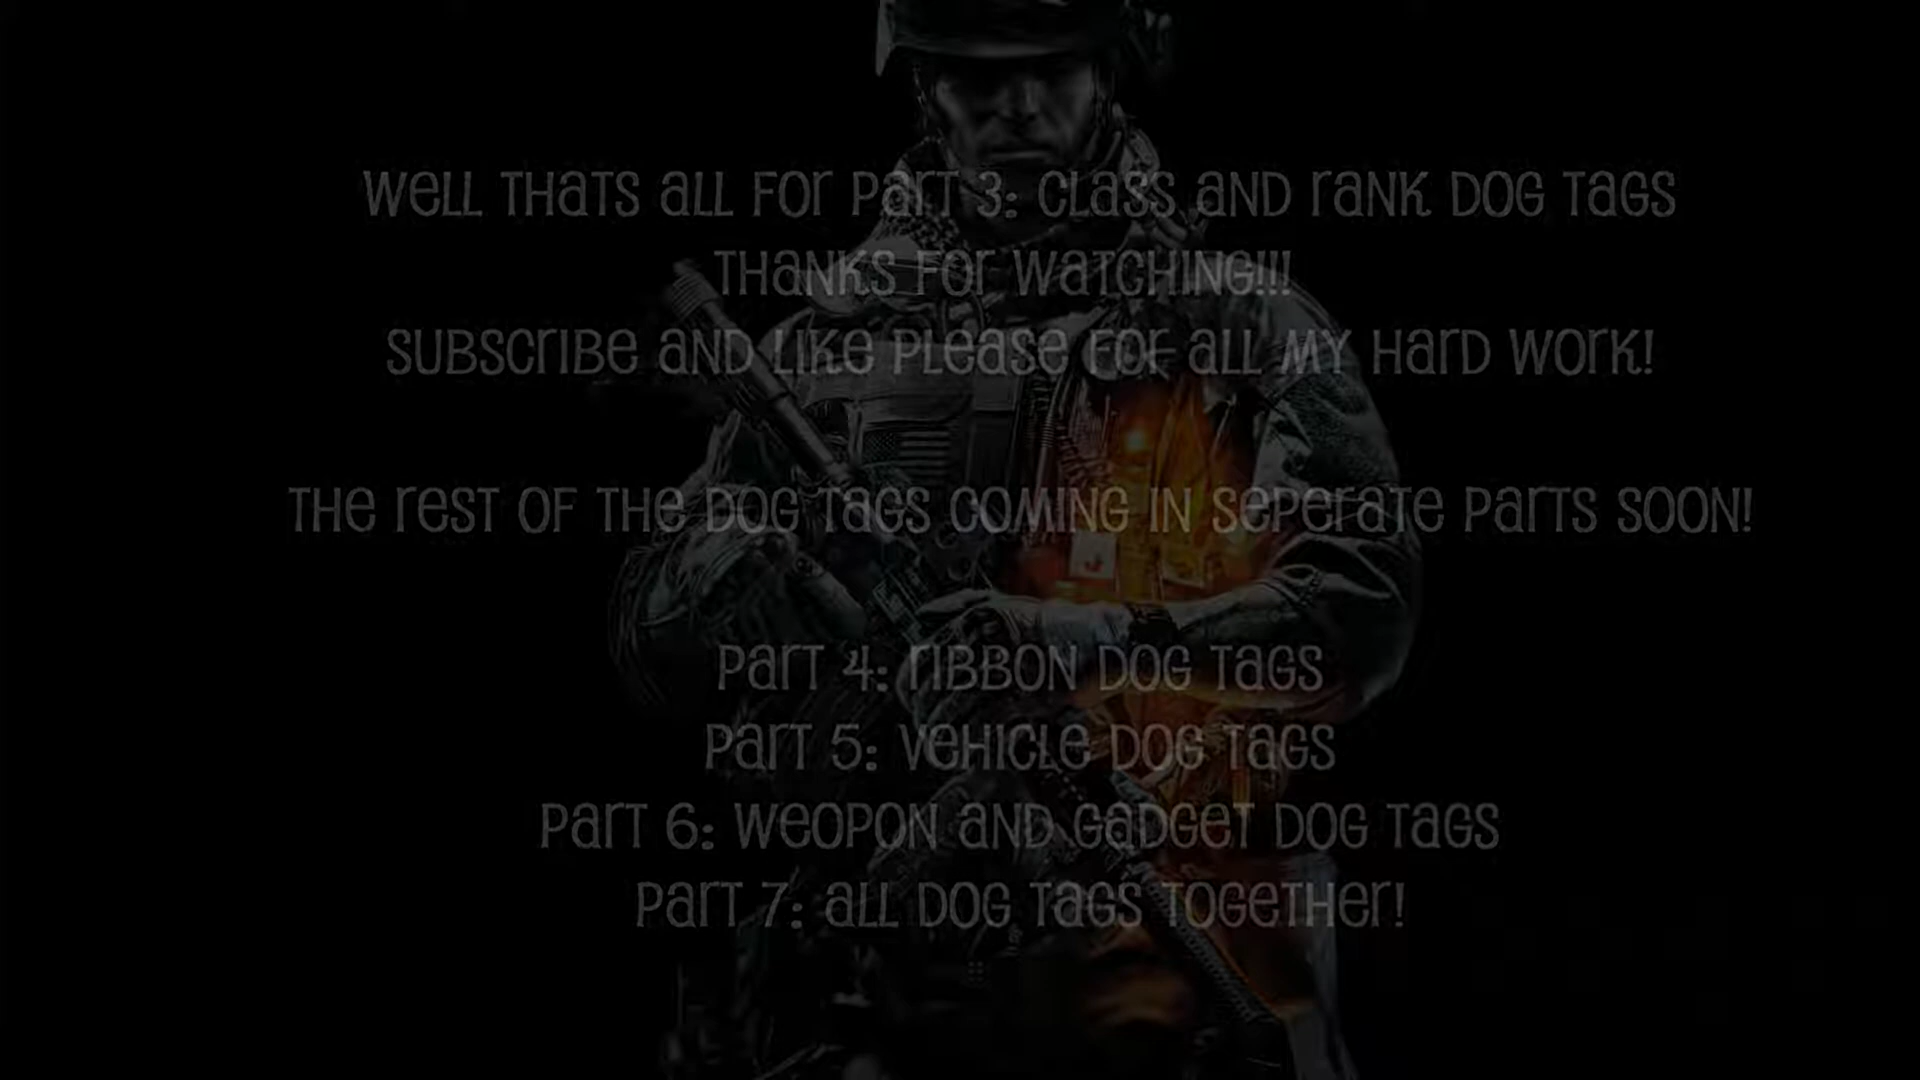 Well thats all for Part 3: Class and Rank Dog Tags
Thanks for watching!!!
Subscribe and Like please for all my hard work!
The rest of the Dog Tags coming in seperate parts soon!
Part 4: Ribbon Dog Tags
Part 5: Vehicle Dog Tags
Part 6: Weopon and Gadget Dog Tags
Part 7: All Dog Tags Together!